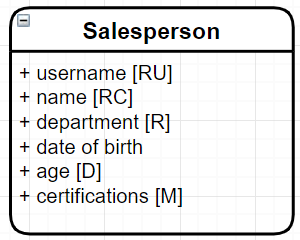 Salesperson
+ username [RU]
+ name [RC]
+ department [R]
+ date of birth
+ age [D]
+ certifications [M]